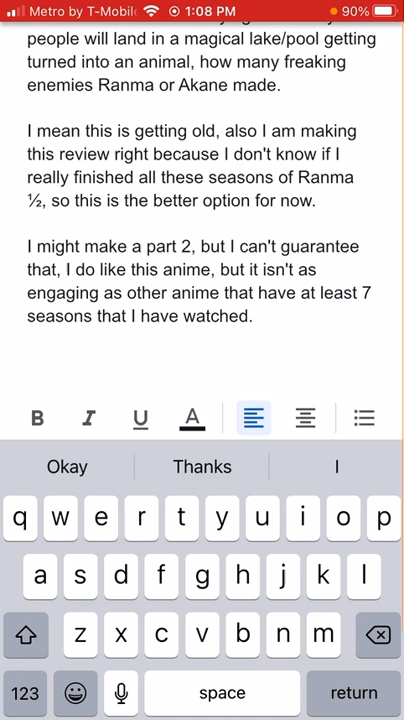 Metro by T-Mobil 1:08 PM 90%
people will land in a magical lake/pool getting
turned into an animal, how many freaking
enemies Ranma or Akane made.
I mean this is getting old, also I am making
this review right because I don't know if I
really finished all these seasons of Ranma
½, so this is the better option for now.
I might make a part 2, but I can't guarantee
that, I do like this anime, but it isn't as
engaging as other anime that have at least 7
seasons that I have watched.
B I U A
Okay Thanks I
q w e r t y u i o p
a s d f g h j k l
z x c v b n m
123 space return